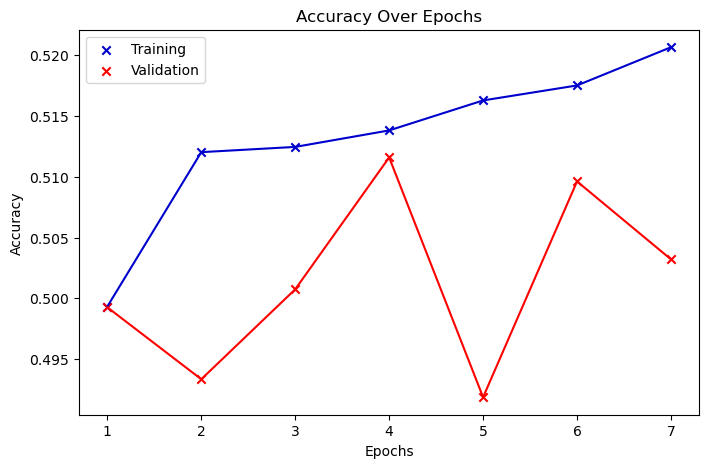 Accuracy Over Epochs
Training
Validation
0.520
0.515
0.510
0.505
0.500
0.495
Accuracy
1 2 3 4 5 6 7
Epochs